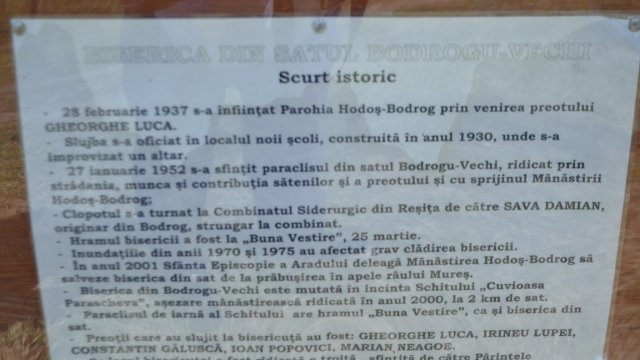 BISERICA DIN SATUL BODROGU-VECHI
Scurt istoric
- 28 februarie 1937 s-a înființat Parohia Hodoș-Bodrog prin venirea preotului
GHEORGHE LUCA.
- Slujba s-a oficiat în localul noii școli, construită în anul 1930, unde s-a
improvizat un altar.
- 27 ianuarie 1952 s-a sfințit paraclisul din satul Bodrogu-Vechi, ridicat prin
strădania, munca și contribuția sătenilor și a preotului și cu sprijinul Mănăstirii
Hodoș-Bodrog;
- Clopotul s-a turnat la Combinatul Siderurgic din Reșița de către SAVA DAMIAN,
originar din Bodrog, strungar la combinat.
- Hramul bisericii a fost la „Buna Vestire”, 25 martie.
- Inundațiile din anii 1970 și 1975 au afectat grav clădirea bisericii.
- În anul 2001 Sfânta Episcopie a Aradului deleagă Mănăstirea Hodoș-Bodrog să
salveze biserica din sat de la prăbușirea în apele râului Mureș.
- Biserica din Bodrogu-Vechi este mutată în incinta Schitului „Cuvioasa
Parascheva”, așezare mănăstirească ridicată în anul 2000, la 2 km de sat.
- Paraclisul de iarnă al Schitului are hramul „Buna Vestire”, ca și biserica din
sat.
- Preoții care au slujit la bisericuță au fost: GHEORGHE LUCA, IRINEU LUPEI,
CONSTANTIN GĂLUSCĂ, IOAN POPOVICI, MARIAN NEAGOE.
a fost ridicată o troiță, sfințită de către Părintele